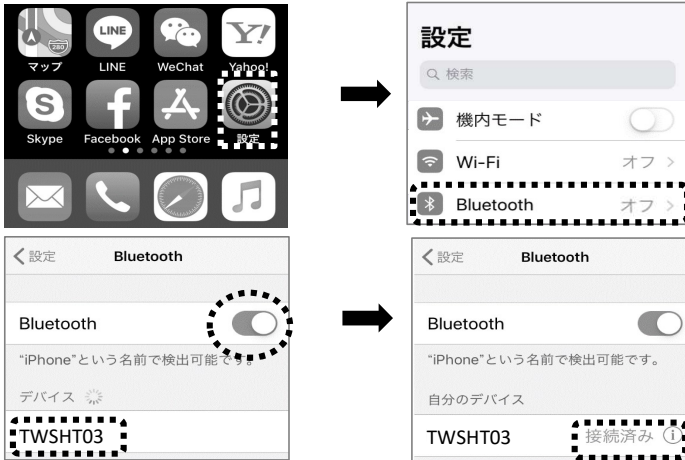 280
マップ
LINE
LINE
WeChat
Y!
Yahoo!
S
Skype
f
Facebook
App Store
設定
設定
検索
機内モード
Wi-Fi
オフ >
Bluetooth
オフ >
く設定
Bluetooth
Bluetooth
“iPhone”という名前で検出可能です。
デバイス
TWSHT03
く設定
Bluetooth
Bluetooth
“iPhone”という名前で検出可能です。
自分のデバイス
TWSHT03
接続済み i